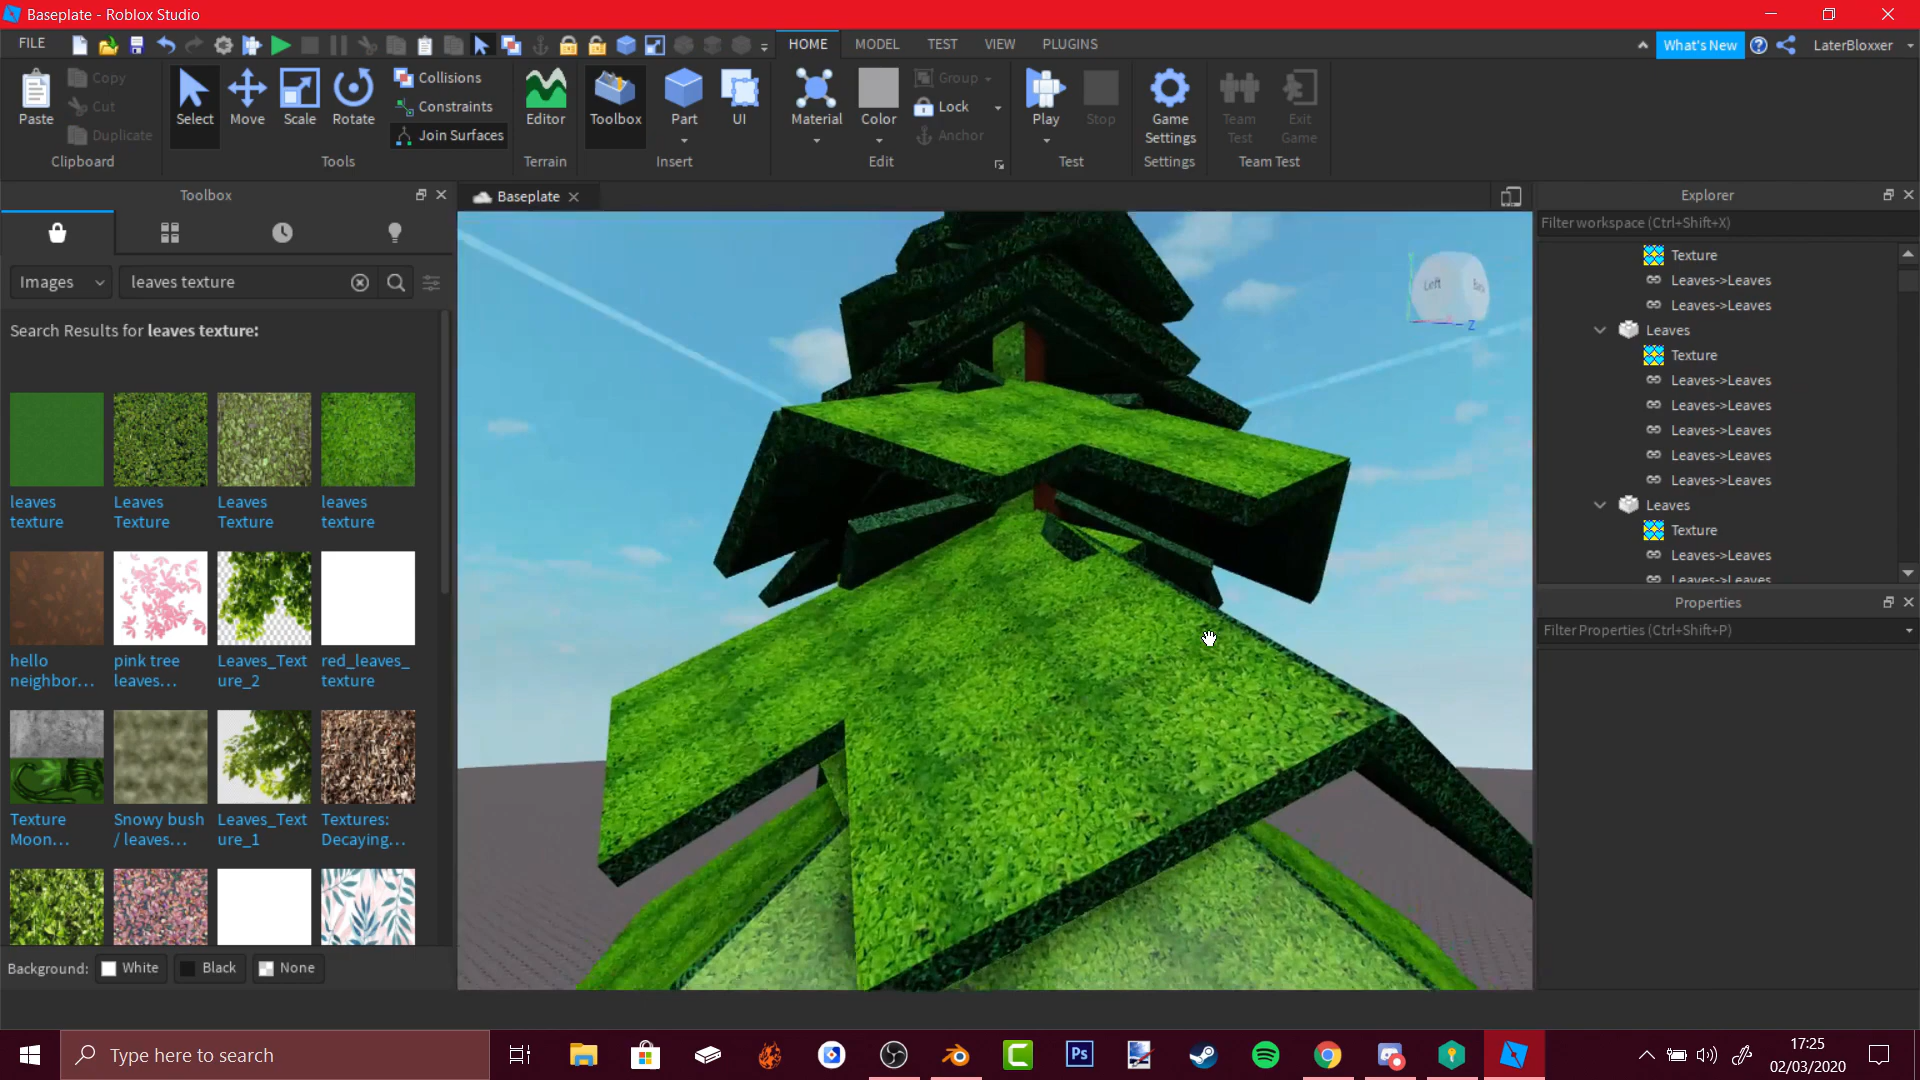 Baseplate - Roblox Studio
FILE
HOME
MODEL
TEST
VIEW
PLUGINS
What's New
LaterBloxxer
Paste
Copy
Cut
Duplicate
Clipboard
Select
Move
Scale
Rotate
Collisions
Constraints
Join Surfaces
Tools
Editor
Terrain
Toolbox
Part
UI
Insert
Material
Color
Group
Lock
Anchor
Edit
Play
Stop
Test
Game
Settings
Settings
Team
Test
Exit
Game
Team Test
Toolbox
Images
leaves texture
Search Results for leaves texture:
leaves
texture
Leaves
Texture
Leaves
Texture
leaves
texture
hello
neighbor...
pink tree
leaves...
Leaves_Text
ure_2
red_leaves_
texture
Texture
Moon...
Snowy bush
/ leaves...
Leaves_Text
ure_1
Textures:
Decaying...
Background:
White
Black
None
Baseplate
Left
Back
Z
Explorer
Filter workspace (Ctrl+Shift+X)
Texture
Leaves->Leaves
Leaves->Leaves
Leaves
Texture
Leaves->Leaves
Leaves->Leaves
Leaves->Leaves
Leaves->Leaves
Leaves->Leaves
Leaves
Texture
Leaves->Leaves
Leaves->Leaves
Properties
Filter Properties (Ctrl+Shift+P)
Type here to search
Ps
17:25
02/03/2020